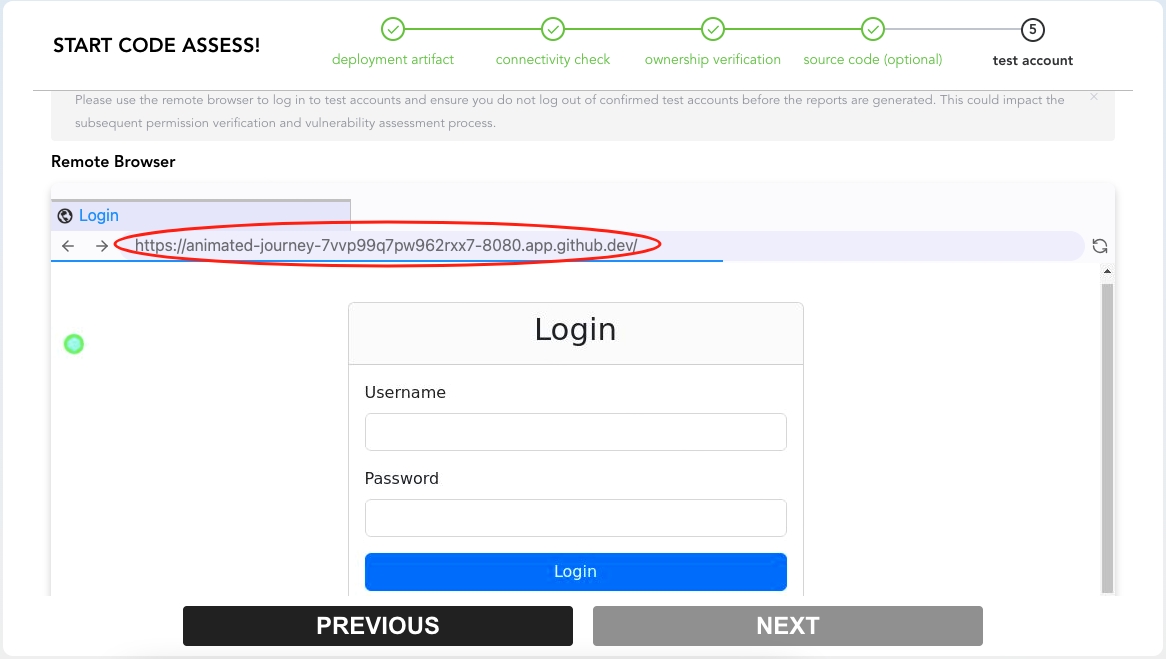 START CODE ASSESS!
deployment artifact
connectivity check
ownership verification
source code (optional)
5
test account
Please use the remote browser to log in to test accounts and ensure you do not log out of confirmed test accounts before the reports are generated. This could impact the
subsequent permission verification and vulnerability assessment process.
Remote Browser
Login
https://animated-journey-7vvp99q7pw962rxx7-8080.app.github.dev/
Login
Username
Password
Login
PREVIOUS
NEXT